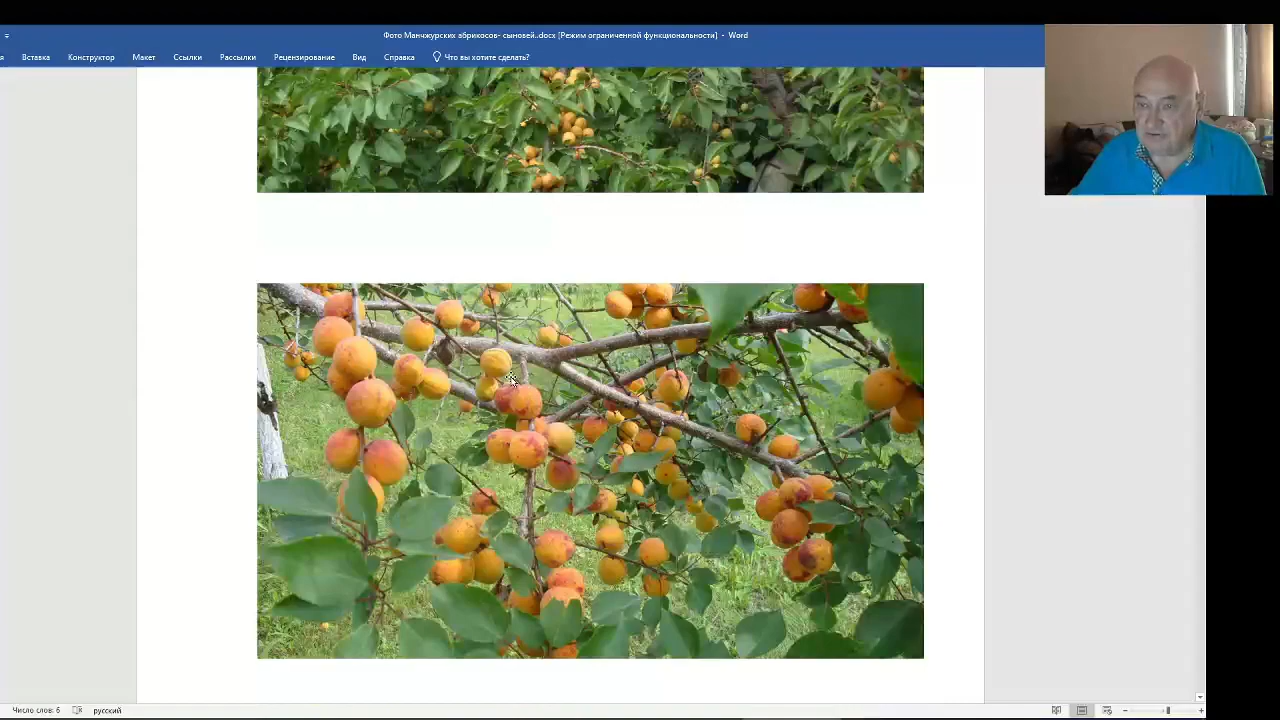 Фото Манчжурских абрикосов- сыновей..docx [Режим ограниченной функциональности] - Word
я Вставка Конструктор Макет Ссылки Рассылки Рецензирование Вид Справка Что вы хотите сделать?
Число слов: 6 русский